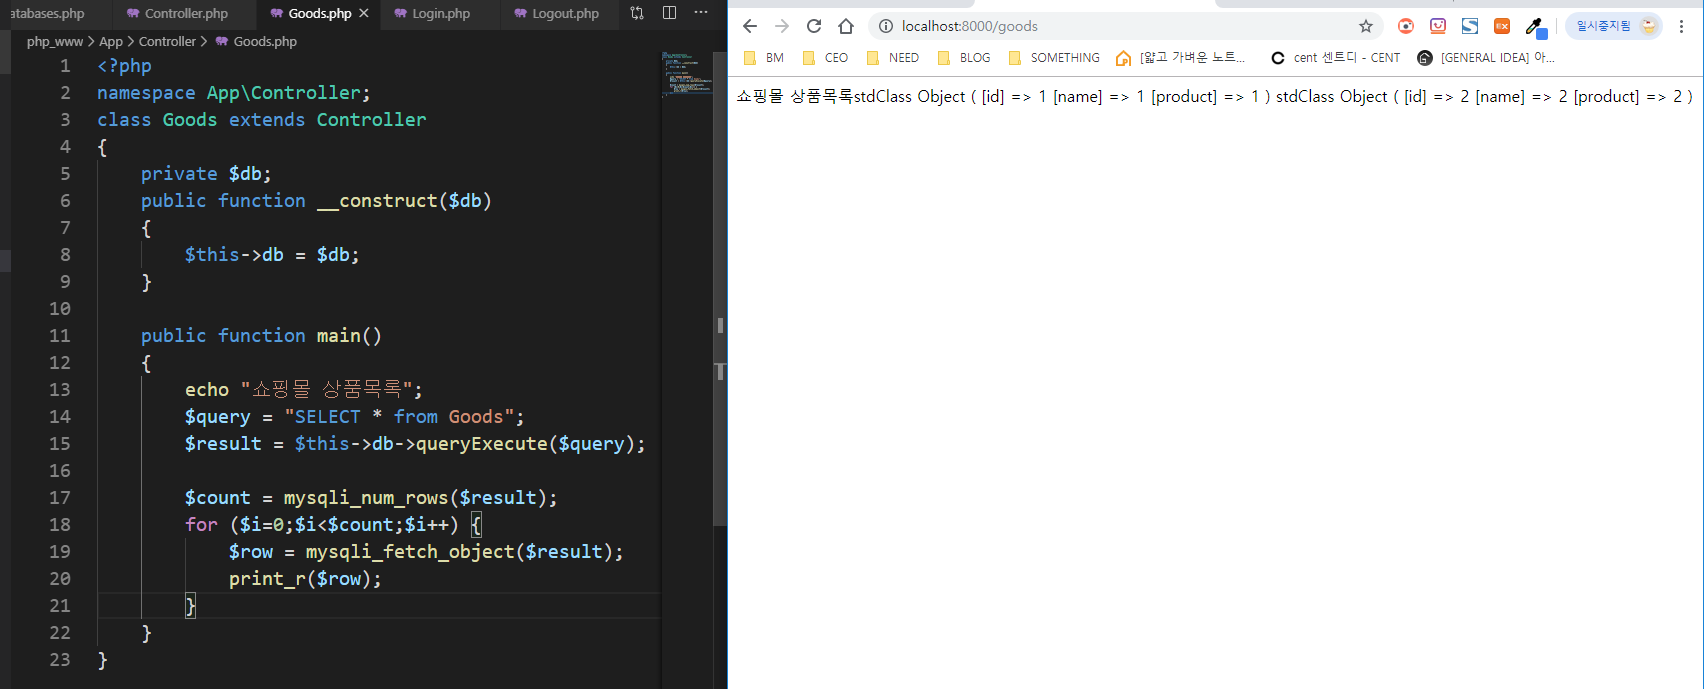 atabases.php Controller.php Goods.php Login.php Logout.php
php_www > App > Controller > Goods.php
1 <?php
2 namespace App\Controller;
3 class Goods extends Controller
4 {
5 private $db;
6 public function __construct($db)
7 {
8 $this->db = $db;
9 }
10
11 public function main()
12 {
13 echo "쇼핑몰 상품목록";
14 $query = "SELECT * from Goods";
15 $result = $this->db->queryExecute($query);
16
17 $count = mysqli_num_rows($result);
18 for ($i=0;$i<$count;$i++) {
19 $row = mysqli_fetch_object($result);
20 print_r($row);
21 }
22 }
23 }
localhost:8000/goods
EX
일시중지됨
BM CEO NEED BLOG SOMETHING [얇고 가벼운 노트... cent 센트디 - CENT [GENERAL IDEA] 아...
쇼핑몰 상품목록stdClass Object ( [id] => 1 [name] => 1 [product] => 1 ) stdClass Object ( [id] => 2 [name] => 2 [product] => 2 )